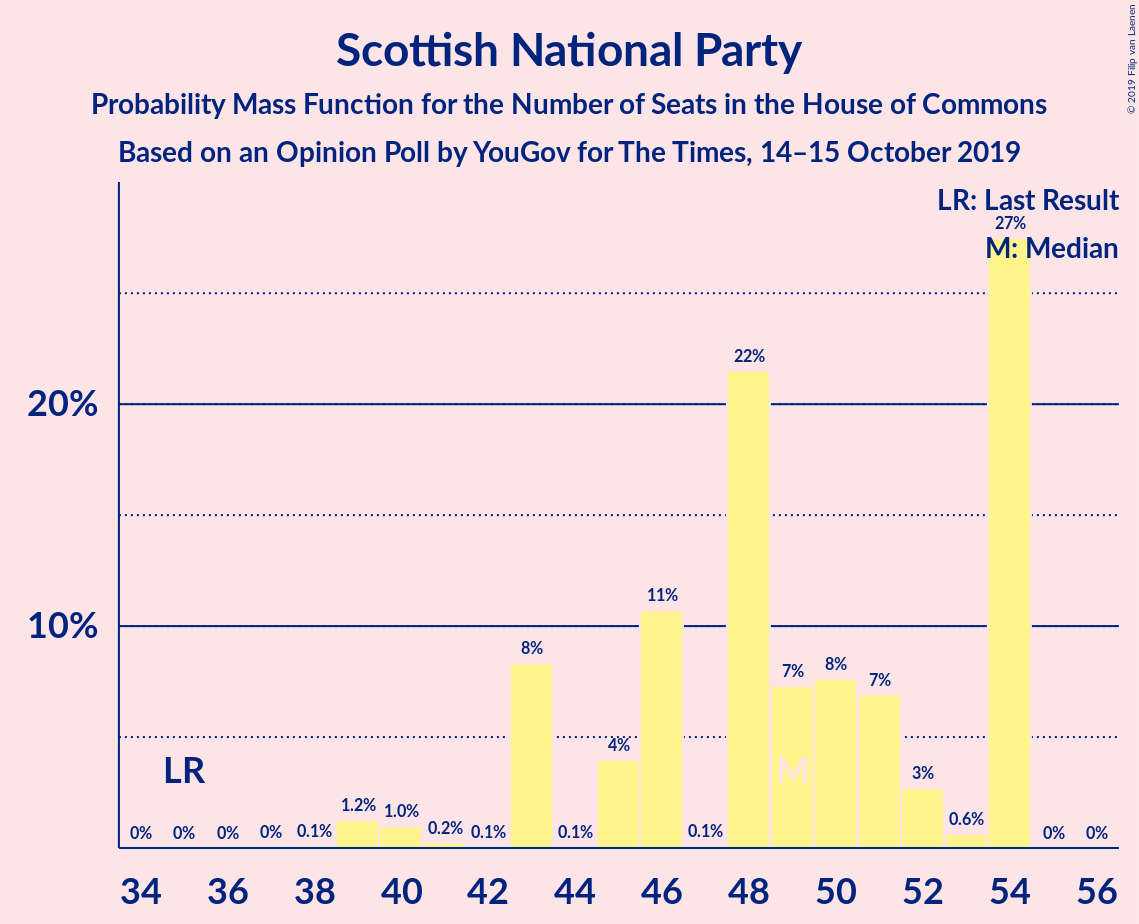 Scottish National Party
Probability Mass Function for the Number of Seats in the House of Commons
Based on an Opinion Poll by YouGov for The Times, 14–15 October 2019
© 2019 Filip van Laenen
LR: Last Result
M: Median
20%
10%
0% 0% 0% 0% 0.1% 1.2% 1.0% 0.2% 0.1% 8% 0.1% 4% 11% 0.1% 22% 7% 8% 7% 3% 0.6% 27% 0% 0%
LR M
34 36 38 40 42 44 46 48 50 52 54 56